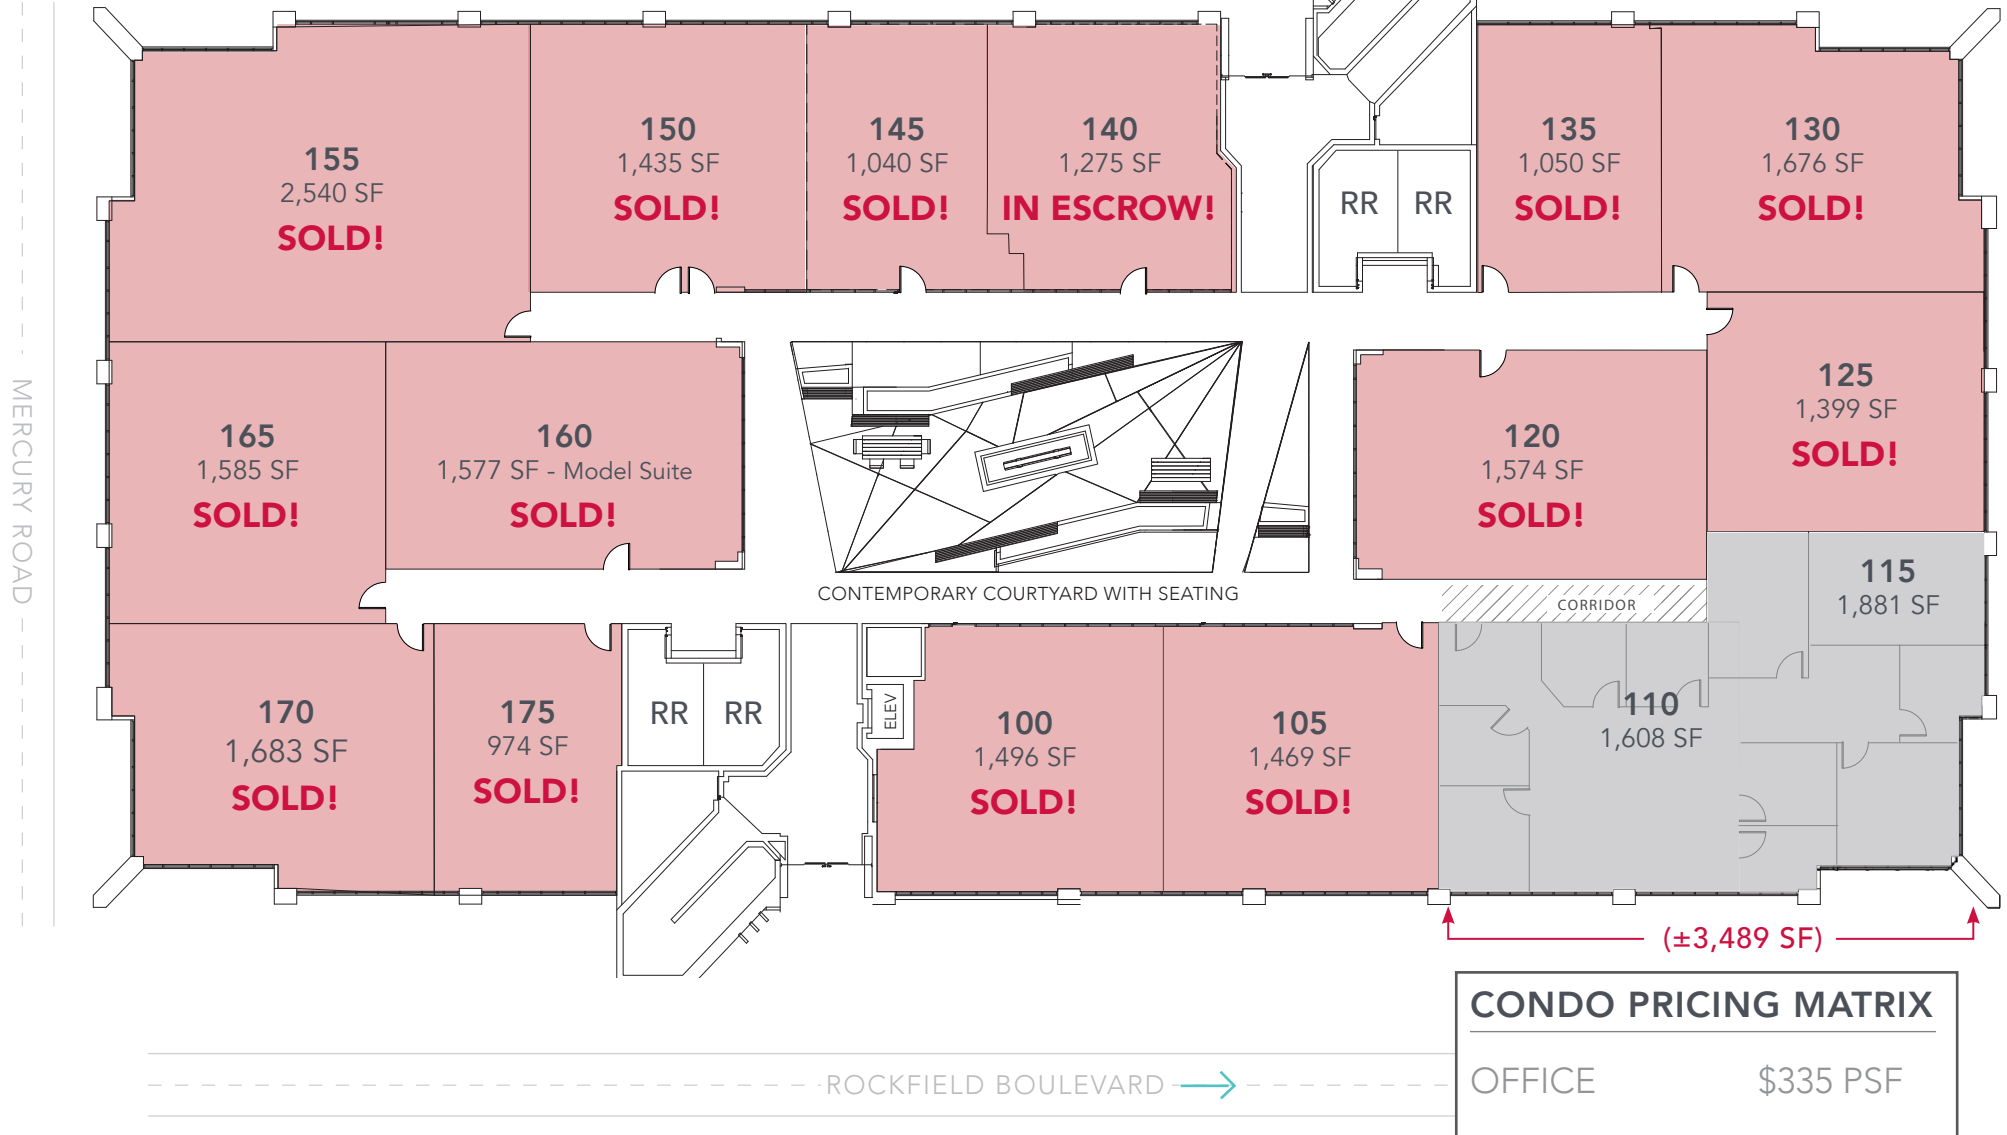 155
2,540 SF
SOLD!
150
1,435 SF
SOLD!
145
1,040 SF
SOLD!
140
1,275 SF
IN ESCROW!
RR
RR
135
1,050 SF
SOLD!
130
1,676 SF
SOLD!
MERCURY ROAD
165
1,585 SF
SOLD!
160
1,577 SF - Model Suite
SOLD!
CONTEMPORARY COURTYARD WITH SEATING
120
1,574 SF
SOLD!
125
1,399 SF
SOLD!
CORRIDOR
115
1,881 SF
170
1,683 SF
SOLD!
175
974 SF
SOLD!
RR
RR
ELEV
100
1,496 SF
SOLD!
105
1,469 SF
SOLD!
110
1,608 SF
(±3,489 SF)
CONDO PRICING MATRIX
OFFICE $335 PSF
ROCKFIELD BOULEVARD